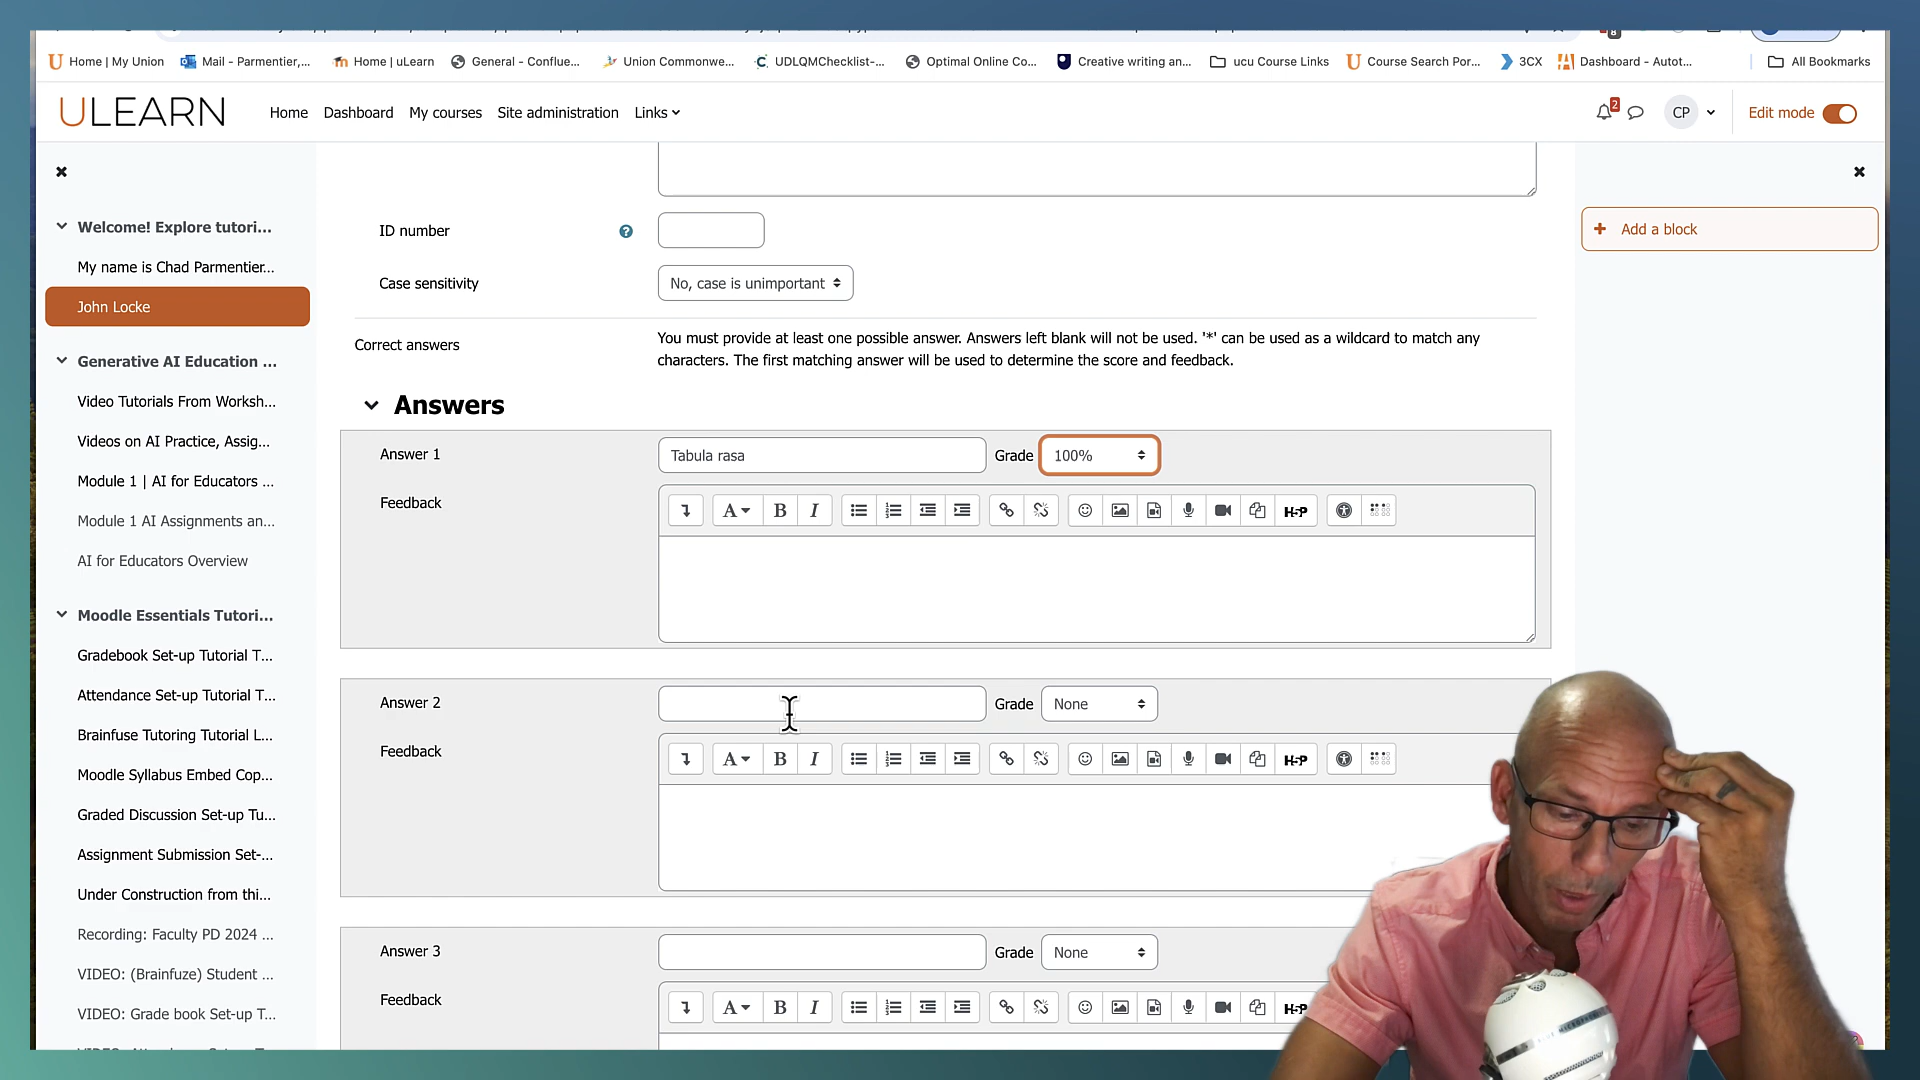 Home | My Union
Mail - Parmentier,...
Home | uLearn
General - Conflue...
Union Commonwe...
UDLQMChecklist-...
Optimal Online Co...
Creative writing an...
ucu Course Links
Course Search Por...
3CX
Dashboard - Autot...
All Bookmarks
ULEARN
Home
Dashboard
My courses
Site administration
Links
2
CP
Edit mode
Welcome! Explore tutori...
My name is Chad Parmentier...
John Locke
Generative AI Education ...
Video Tutorials From Worksh...
Videos on AI Practice, Assig...
Module 1 | AI for Educators ...
Module 1 AI Assignments an...
AI for Educators Overview
Moodle Essentials Tutori...
Gradebook Set-up Tutorial T...
Attendance Set-up Tutorial T...
Brainfuse Tutoring Tutorial L...
Moodle Syllabus Embed Cop...
Graded Discussion Set-up Tu...
Assignment Submission Set-...
Under Construction from thi...
Recording: Faculty PD 2024 ...
VIDEO: (Brainfuze) Student ...
VIDEO: Grade book Set-up T...
ID number
Case sensitivity
No, case is unimportant
Correct answers
You must provide at least one possible answer. Answers left blank will not be used. '*' can be used as a wildcard to match any
characters. The first matching answer will be used to determine the score and feedback.
Answers
Answer 1
Tabula rasa
Grade
100%
Feedback
A
B
I
H5P
Answer 2
Grade
None
Feedback
A
B
I
H5P
Answer 3
Grade
None
Feedback
A
B
I
Add a block